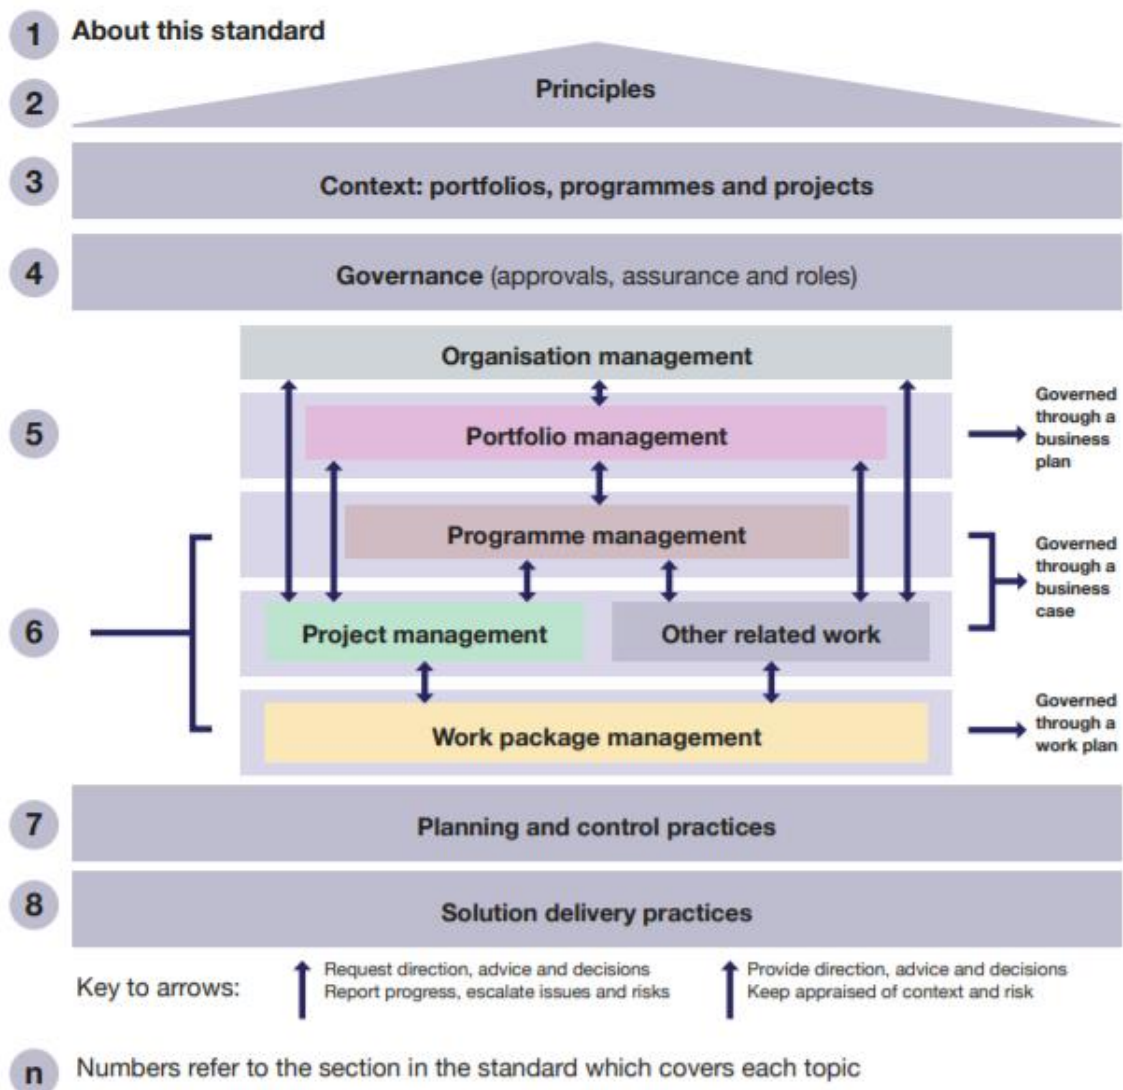 1 About this standard
2 Principles
3 Context: portfolios, programmes and projects
4 Governance (approvals, assurance and roles)
Organisation management
5 Portfolio management
Governed
through a
business
plan
Programme management
Governed
through a
business
case
6 Project management Other related work
Work package management
Governed
through a
work plan
7 Planning and control practices
8 Solution delivery practices
Key to arrows:
Request direction, advice and decisions
Report progress, escalate issues and risks
Provide direction, advice and decisions
Keep appraised of context and risk
n Numbers refer to the section in the standard which covers each topic